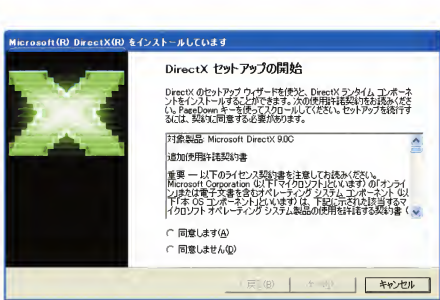 Microsoft(R) DirectX(R) をインストールしています
DirectX セットアップの開始
DirectX のセットアップ ウィザードを使うと、DirectX ランタイム コンポーネ
ントをインストールすることができます。次の使用許諾契約をお読みくださ
い。PageDown キーを使ってスクロールしてください。セットアップを続行す
るには、契約に同意する必要があります。
対象製品: Microsoft DirectX 9.0C
追加使用許諾契約書
重要 ― 以下のライセンス契約書を注意してお読みください。
Microsoft Corporation (以下「マイクロソフト」といいます) の「オンライ
ン」または電子文書を含むオペレーティング システム コンポーネント (以
下「本 OS コンポーネント」といいます) は、下記に示された該当するマ
イクロソフト オペレーティング システム製品の使用を許諾する契約書 (
同意します(A)
同意しません(D)
戻る(B)
キャンセル